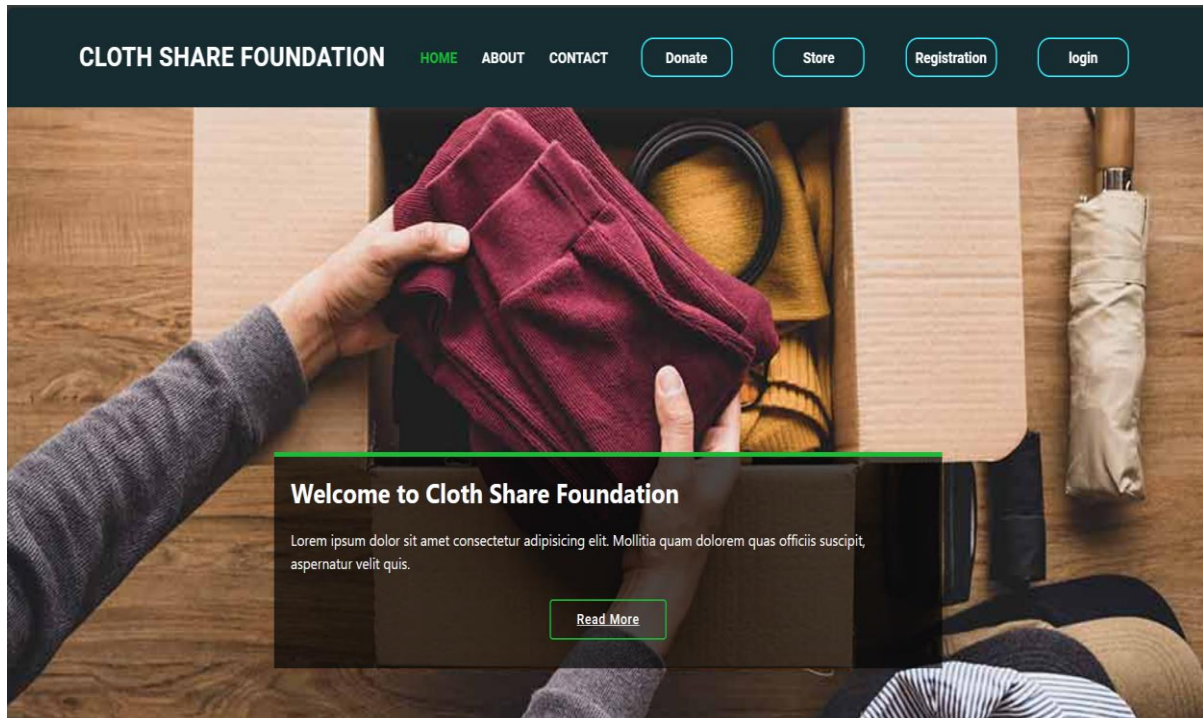 CLOTH SHARE FOUNDATION HOME ABOUT CONTACT Donate Store Registration login
Welcome to Cloth Share Foundation
Lorem ipsum dolor sit amet consectetur adipisicing elit. Mollitia quam dolorem quas officiis suscipit,
aspernatur velit quis.
Read More